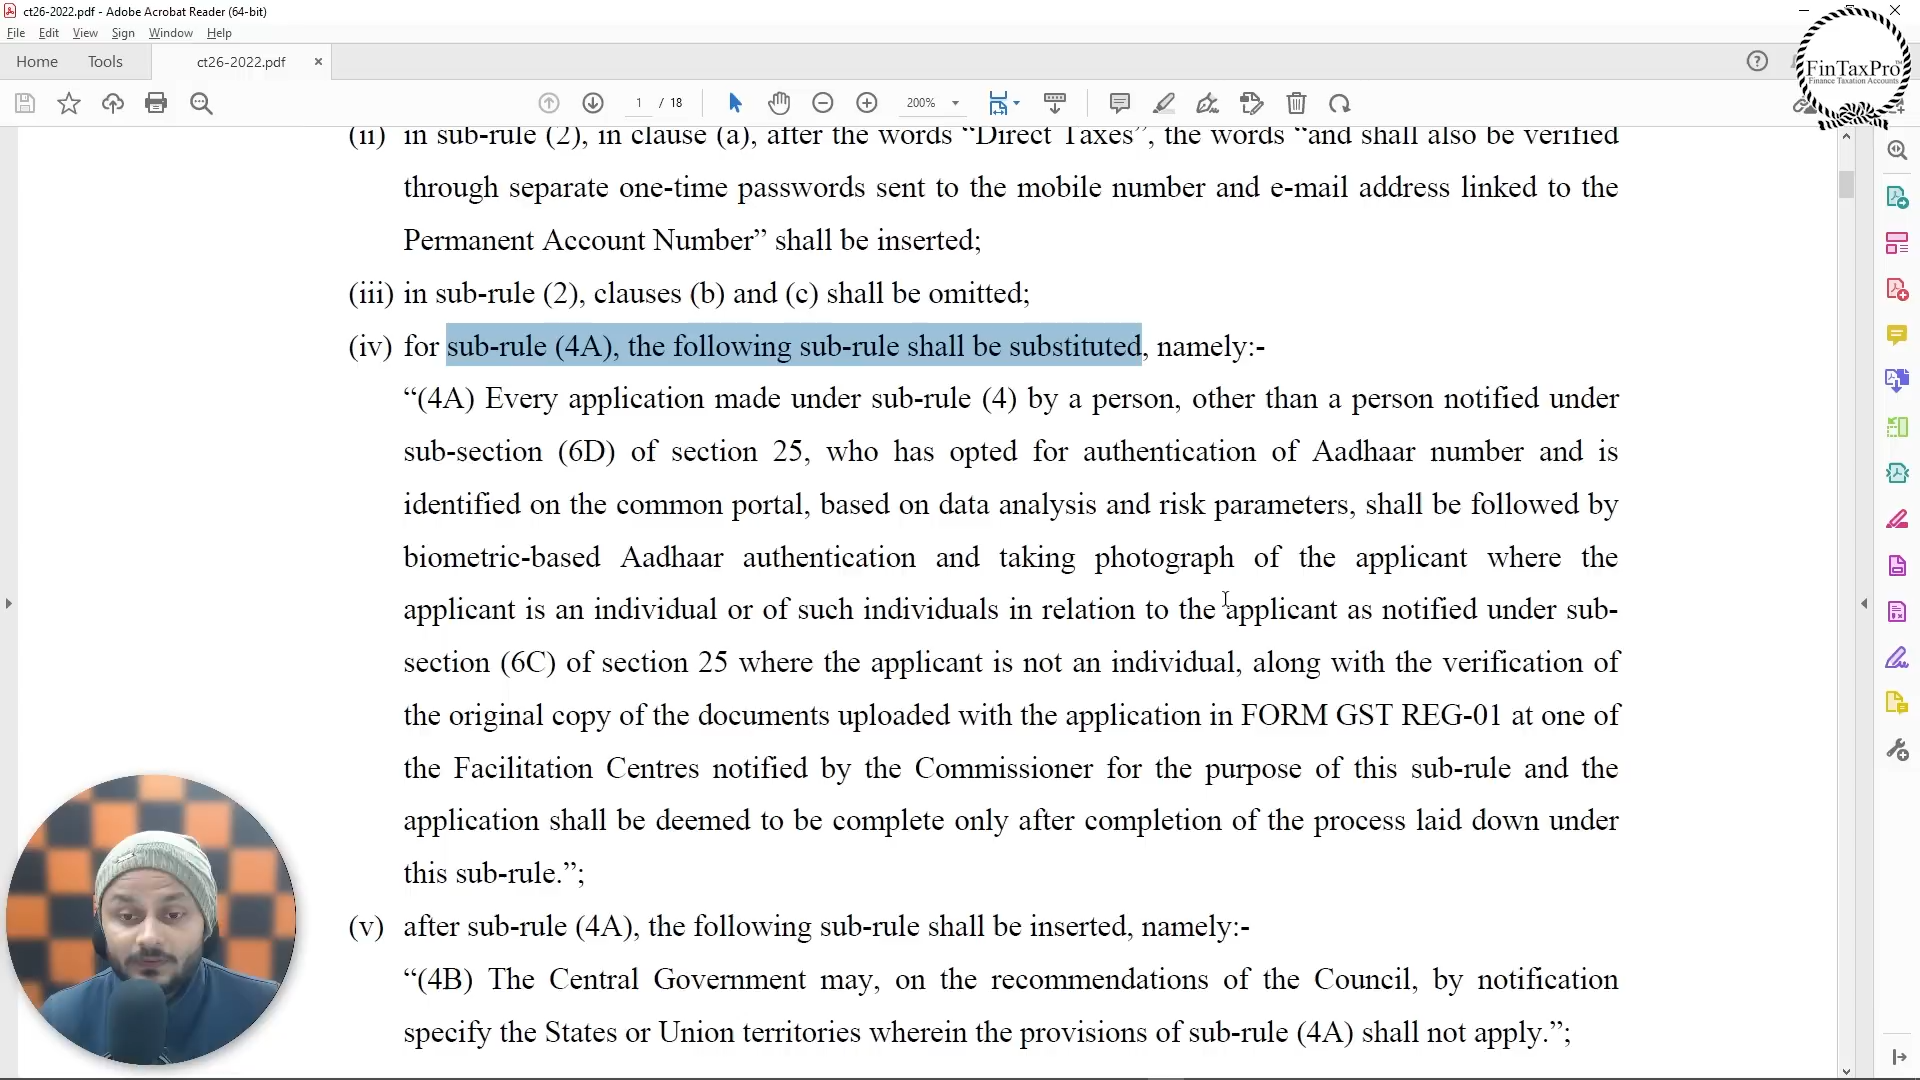 ct26-2022.pdf - Adobe Acrobat Reader (64-bit)
File Edit View Sign Window Help
Home Tools ct26-2022.pdf ×
1 / 18 200%
FinTaxPro™
Finance Taxation Accounts
(ii) in sub-rule (2), in clause (a), after the words “Direct Taxes”, the words “and shall also be verified
through separate one-time passwords sent to the mobile number and e-mail address linked to the
Permanent Account Number” shall be inserted;
(iii) in sub-rule (2), clauses (b) and (c) shall be omitted;
(iv) for sub-rule (4A), the following sub-rule shall be substituted, namely:-
“(4A) Every application made under sub-rule (4) by a person, other than a person notified under
sub-section (6D) of section 25, who has opted for authentication of Aadhaar number and is
identified on the common portal, based on data analysis and risk parameters, shall be followed by
biometric-based Aadhaar authentication and taking photograph of the applicant where the
applicant is an individual or of such individuals in relation to the applicant as notified under sub-
section (6C) of section 25 where the applicant is not an individual, along with the verification of
the original copy of the documents uploaded with the application in FORM GST REG-01 at one of
the Facilitation Centres notified by the Commissioner for the purpose of this sub-rule and the
application shall be deemed to be complete only after completion of the process laid down under
this sub-rule.”;
(v) after sub-rule (4A), the following sub-rule shall be inserted, namely:-
“(4B) The Central Government may, on the recommendations of the Council, by notification
specify the States or Union territories wherein the provisions of sub-rule (4A) shall not apply.”;